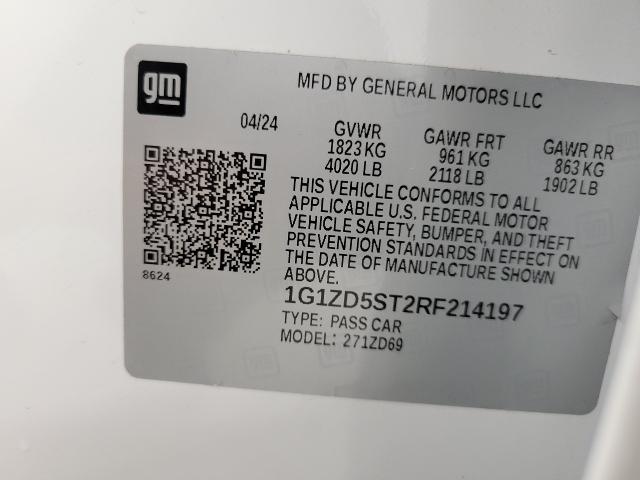 gm
MFD BY GENERAL MOTORS LLC
04/24
GVWR GAWR FRT GAWR RR
1823 KG 961 KG 863 KG
4020 LB 2118 LB 1902 LB
THIS VEHICLE CONFORMS TO ALL
APPLICABLE U.S. FEDERAL MOTOR
VEHICLE SAFETY, BUMPER, AND THEFT
PREVENTION STANDARDS IN EFFECT ON
THE DATE OF MANUFACTURE SHOWN
ABOVE.
8624
1G1ZD5ST2RF214197
TYPE: PASS CAR
MODEL: 271ZD69